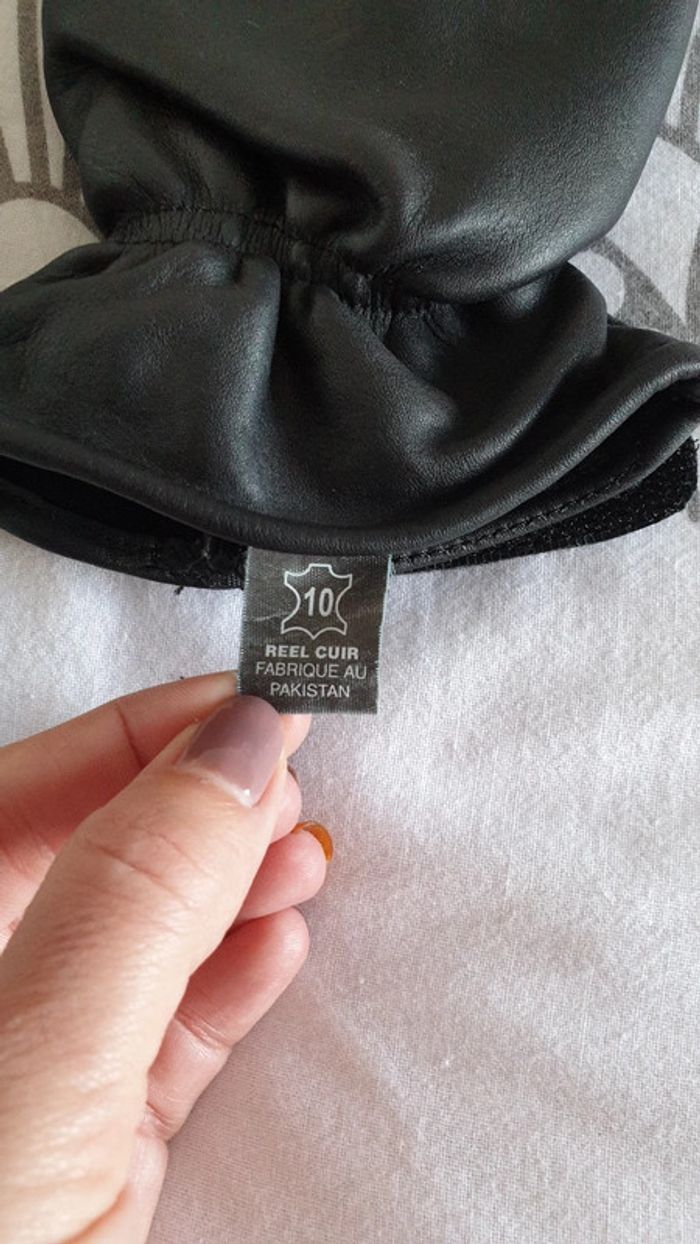 10
REEL CUIR
FABRIQUE AU
PAKISTAN